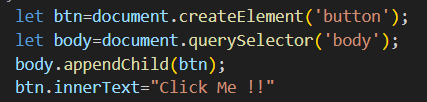 let btn=document.createElement('button');
let body=document.querySelector('body');
body.appendChild(btn);
btn.innerText="Click Me !!"